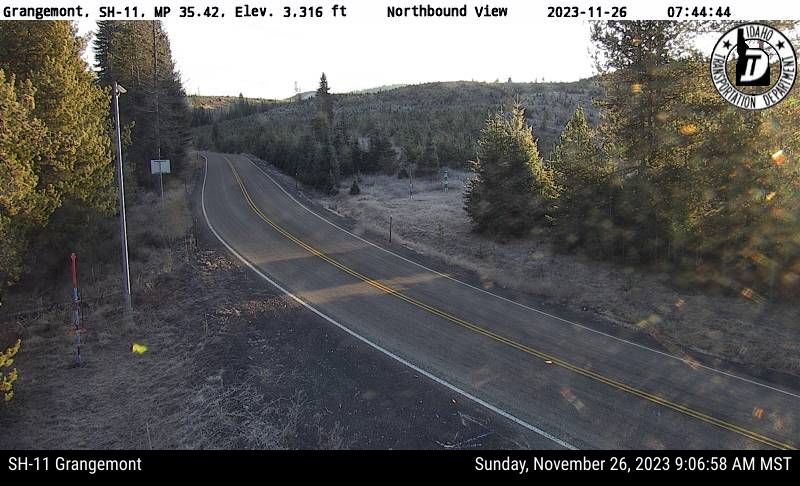 Grangemont, SH-11, MP 35.42, Elev. 3,316 ft Northbound View 2023-11-26 07:44:44
IDAHO
TRANSPORTATION DEPARTMENT
SH-11 Grangemont Sunday, November 26, 2023 9:06:58 AM MST